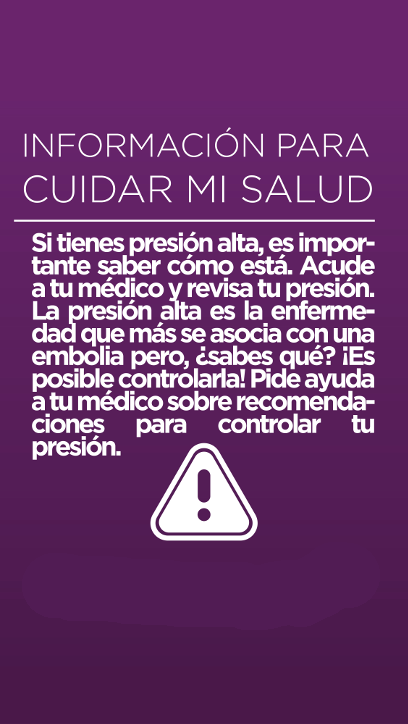 INFORMACIÓN PARA
CUIDAR MI SALUD
Si tienes presión alta, es impor-
tante saber cómo está. Acude
a tu médico y revisa tu presión.
La presión alta es la enferme-
dad que más se asocia con una
embolia pero, ¿sabes qué? ¡Es
posible controlarla! Pide ayuda
a tu médico sobre recomenda-
ciones para controlar tu
presión.